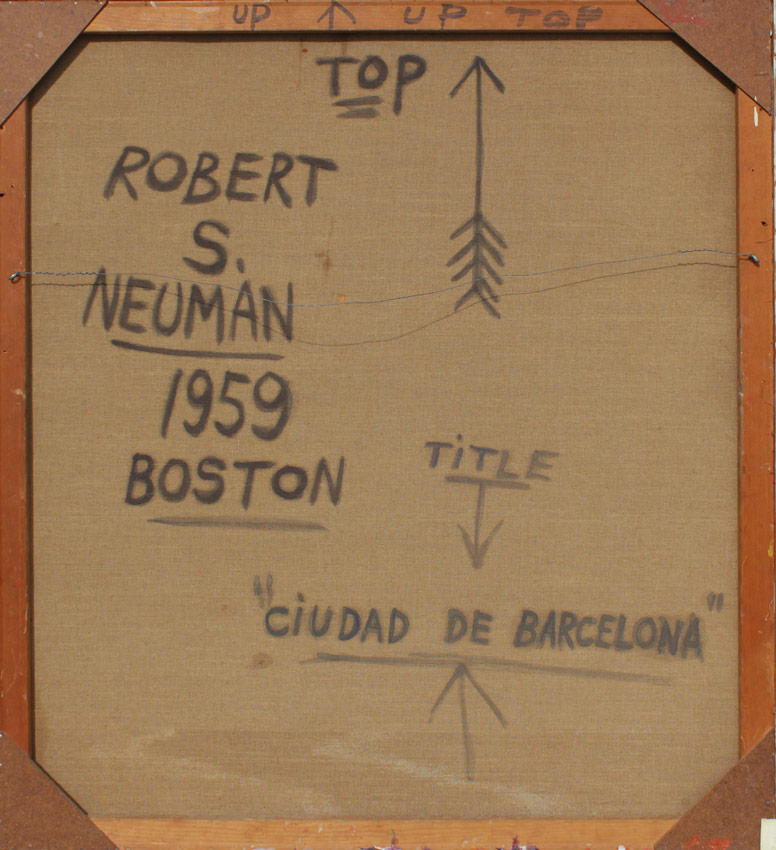 UP ↑ UP TOP
TOP
ROBERT
S.
NEUMAN
1959
BOSTON
TiTLE
"CiUDAD DE BARCELONA"